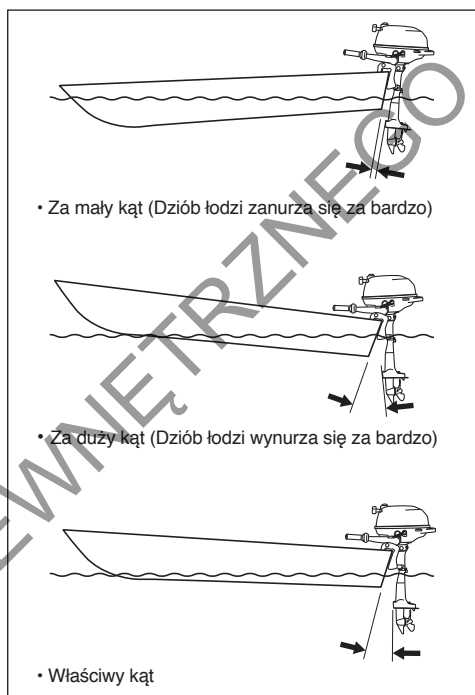 • Za mały kąt (Dziób łodzi zanurza się za bardzo)
• Za duży kąt (Dziób łodzi wynurza się za bardzo)
• Właściwy kąt
EWNĘTRZNEGO